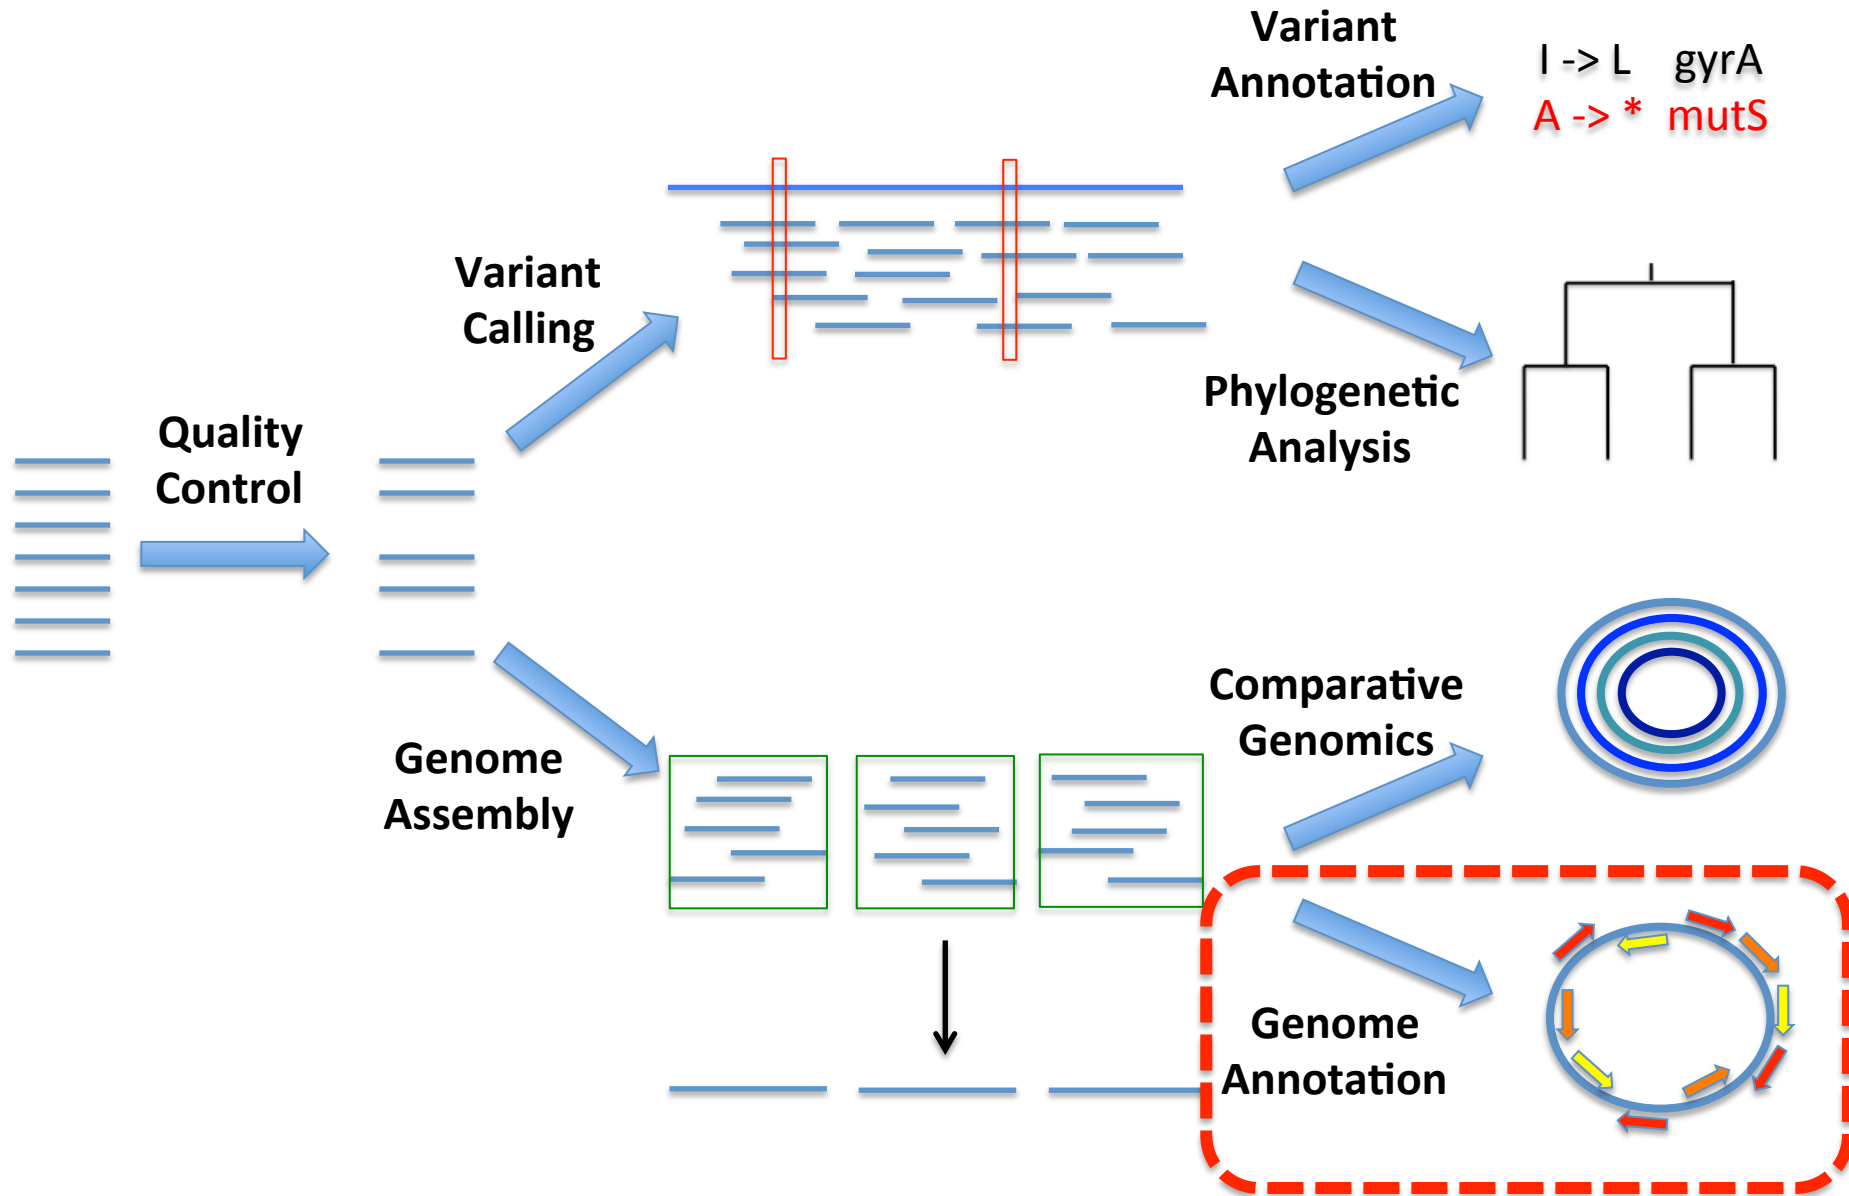 Variant
Annotation
I -> L gyrA
A -> * mutS
Variant
Calling
Phylogenetic
Analysis
Quality
Control
Comparative
Genomics
Genome
Assembly
Genome
Annotation